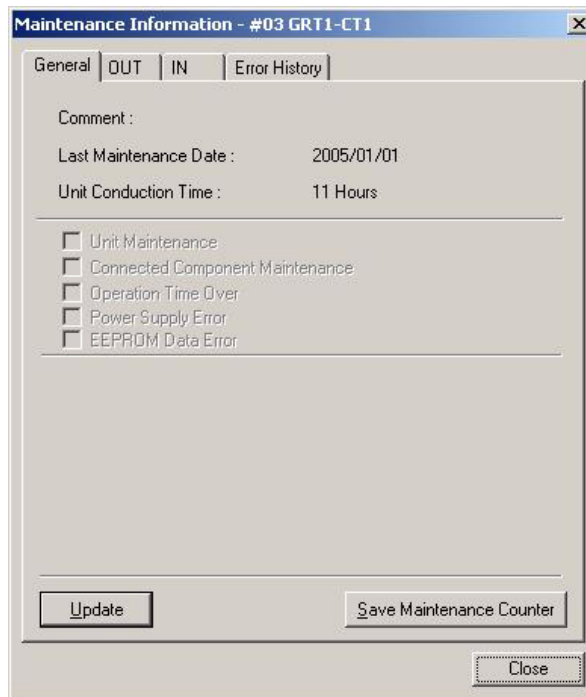 Maintenance Information - #03 GRT1-CT1
General OUT IN Error History
Comment :
Last Maintenance Date : 2005/01/01
Unit Conduction Time : 11 Hours
Unit Maintenance
Connected Component Maintenance
Operation Time Over
Power Supply Error
EEPROM Data Error
Update Save Maintenance Counter
Close